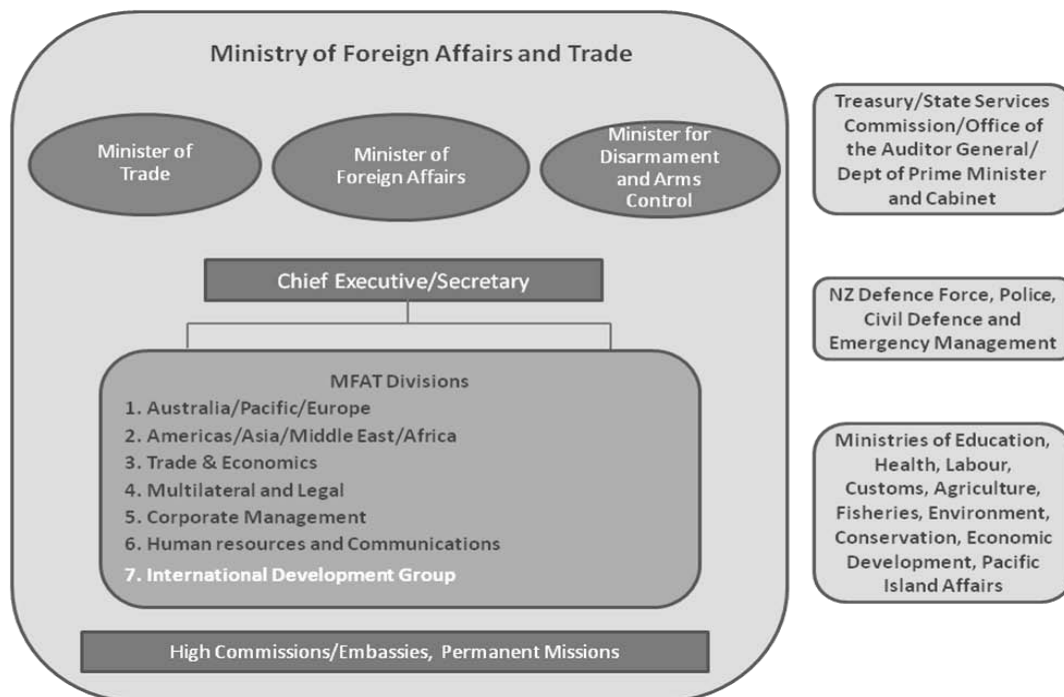 Ministry of Foreign Affairs and Trade
Minister of
Trade
Minister of
Foreign Affairs
Minister for
Disarmament
and Arms
Control
Chief Executive/Secretary
MFAT Divisions
1. Australia/Pacific/Europe
2. Americas/Asia/Middle East/Africa
3. Trade & Economics
4. Multilateral and Legal
5. Corporate Management
6. Human resources and Communications
7. International Development Group
High Commissions/Embassies, Permanent Missions
Treasury/State Services
Commission/Office of
the Auditor General/
Dept of Prime Minister
and Cabinet
NZ Defence Force, Police,
Civil Defence and
Emergency Management
Ministries of Education,
Health, Labour,
Customs, Agriculture,
Fisheries, Environment,
Conservation, Economic
Development, Pacific
Island Affairs